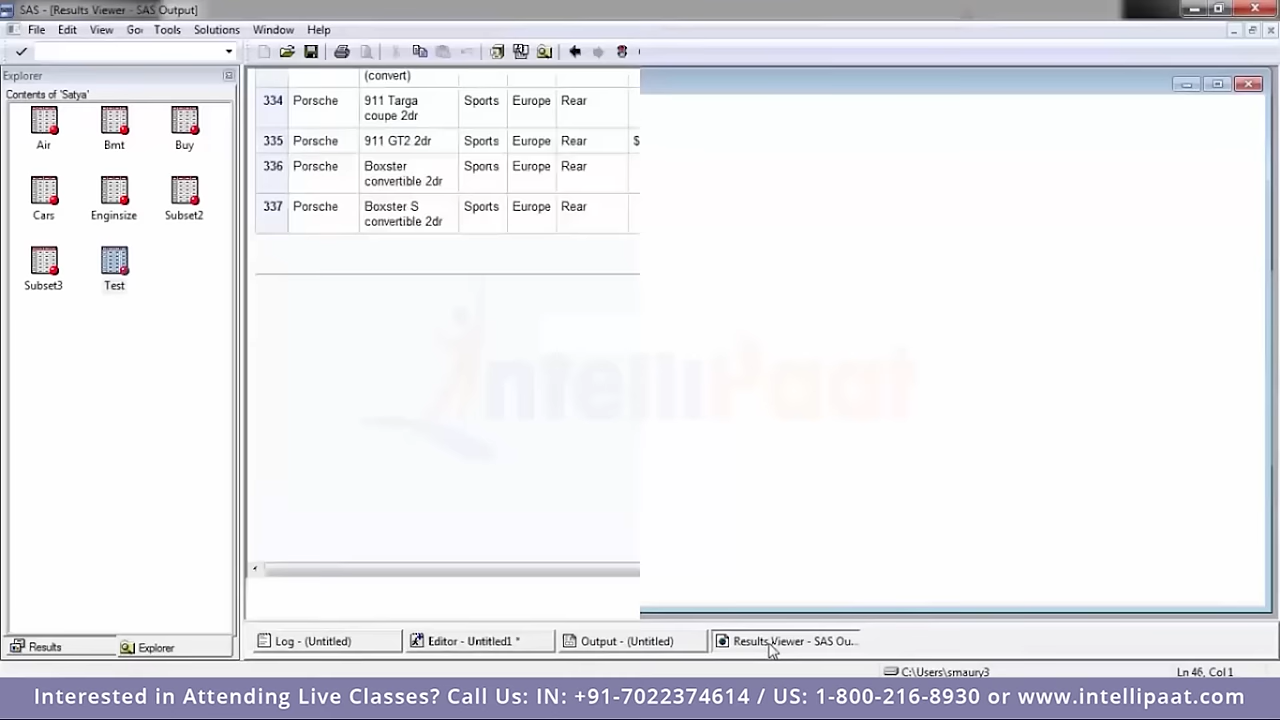 SAS - [Results Viewer - SAS Output]
File Edit View Go Tools Solutions Window Help
Explorer
Contents of 'Satya'
Air Bmt Buy
Cars Enginsize Subset2
Subset3 Test
(convert)
334 Porsche 911 Targa coupe 2dr Sports Europe Rear
335 Porsche 911 GT2 2dr Sports Europe Rear $
336 Porsche Boxster convertible 2dr Sports Europe Rear
337 Porsche Boxster S convertible 2dr Sports Europe Rear
intelliPaat
Results Explorer
Log - (Untitled) Editor - Untitled1 * Output - (Untitled) Results Viewer - SAS Ou...
C:\Users\smaury3 Ln 46, Col 1
Interested in Attending Live Classes? Call Us: IN: +91-7022374614 / US: 1-800-216-8930 or www.intellipaat.com